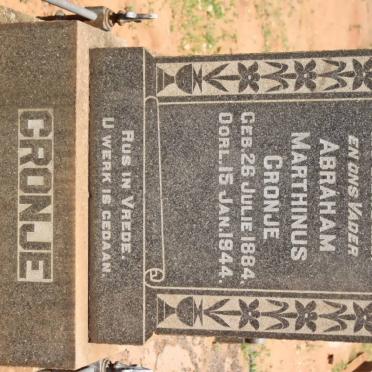 EN ONS VADER
ABRAHAM
MARTHINUS
CRONJE
GEB. 26 JULIE 1884.
OORL. 15 JAN. 1944.
RUS IN VREDE.
U WERK IS GEDAAN.
CRONJE